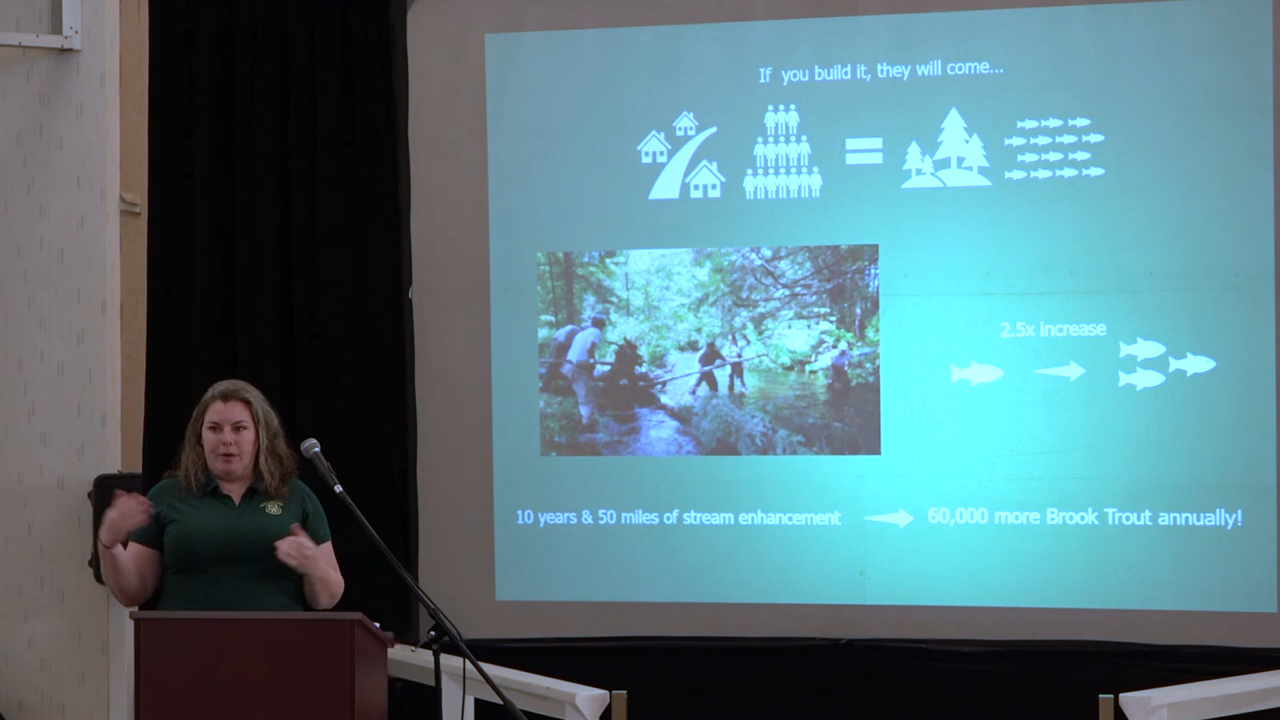 If you build it, they will come...
2.5x increase
10 years & 50 miles of stream enhancement
60,000 more Brook Trout annually!